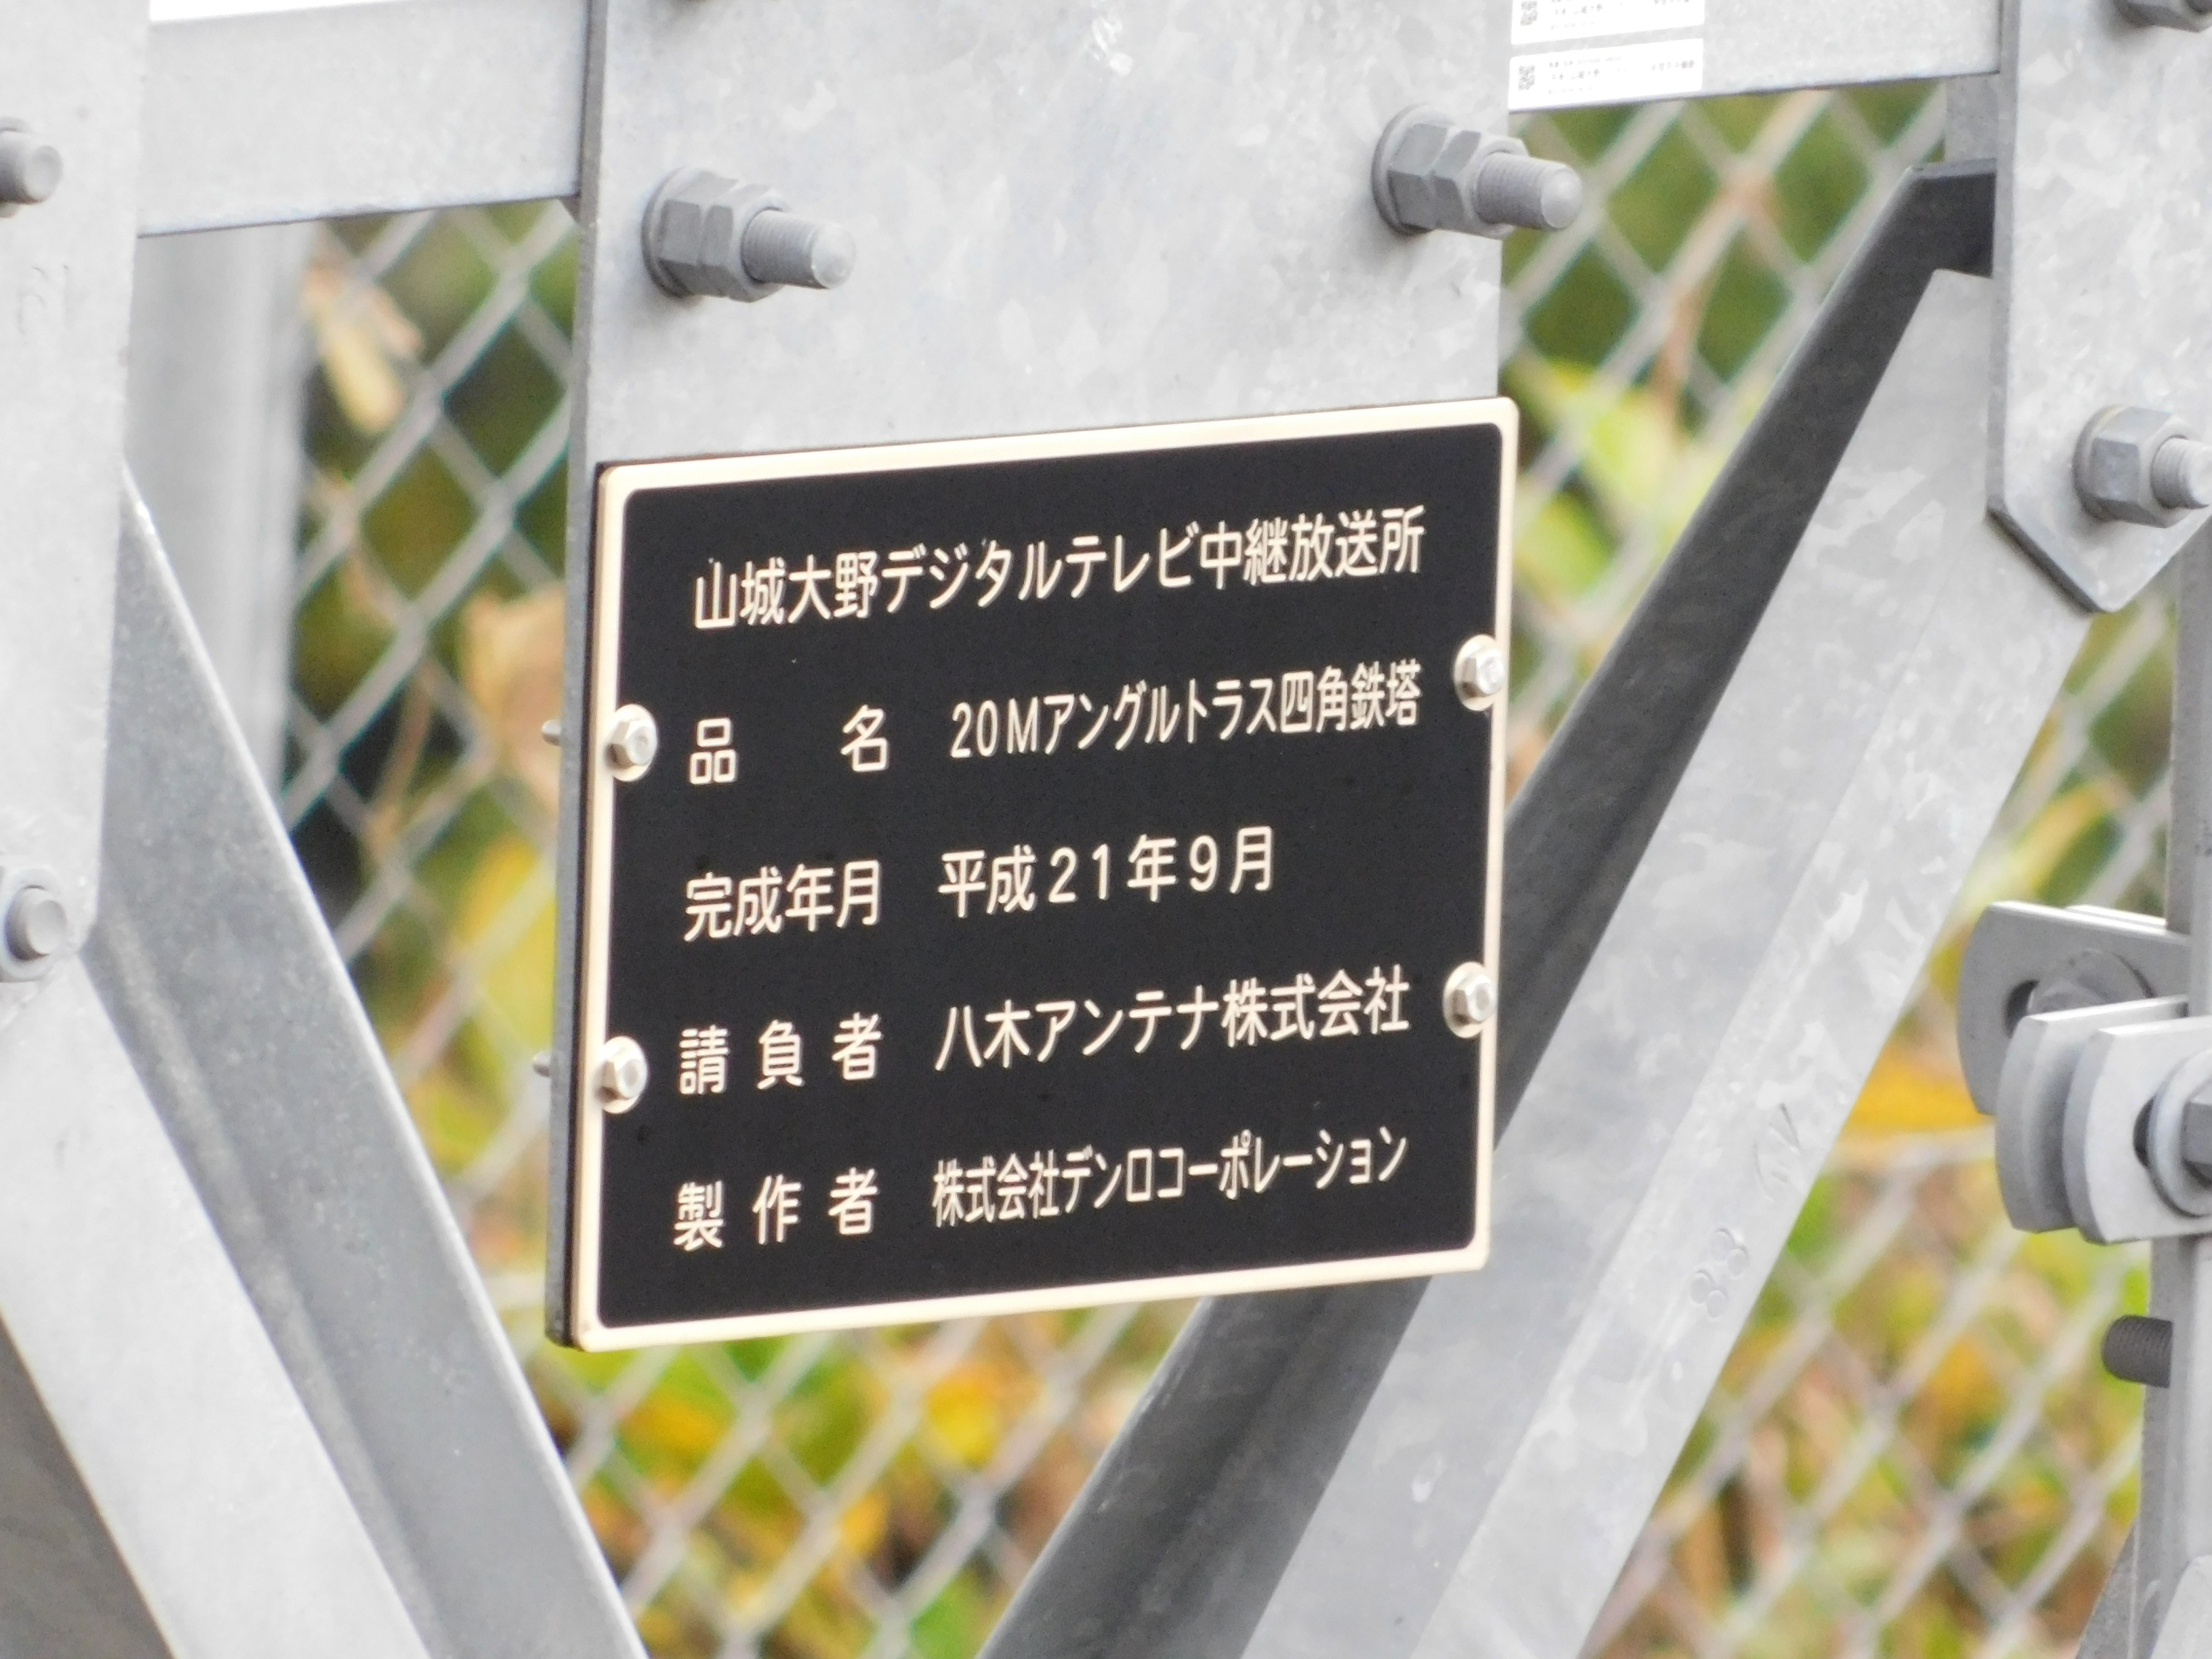 山城大野デジタルテレビ中継放送所
品名 20Mアングルトラス四角鉄塔
完成年月 平成21年9月
請負者 八木アンテナ株式会社
製作者 株式会社デンロコーポレーション